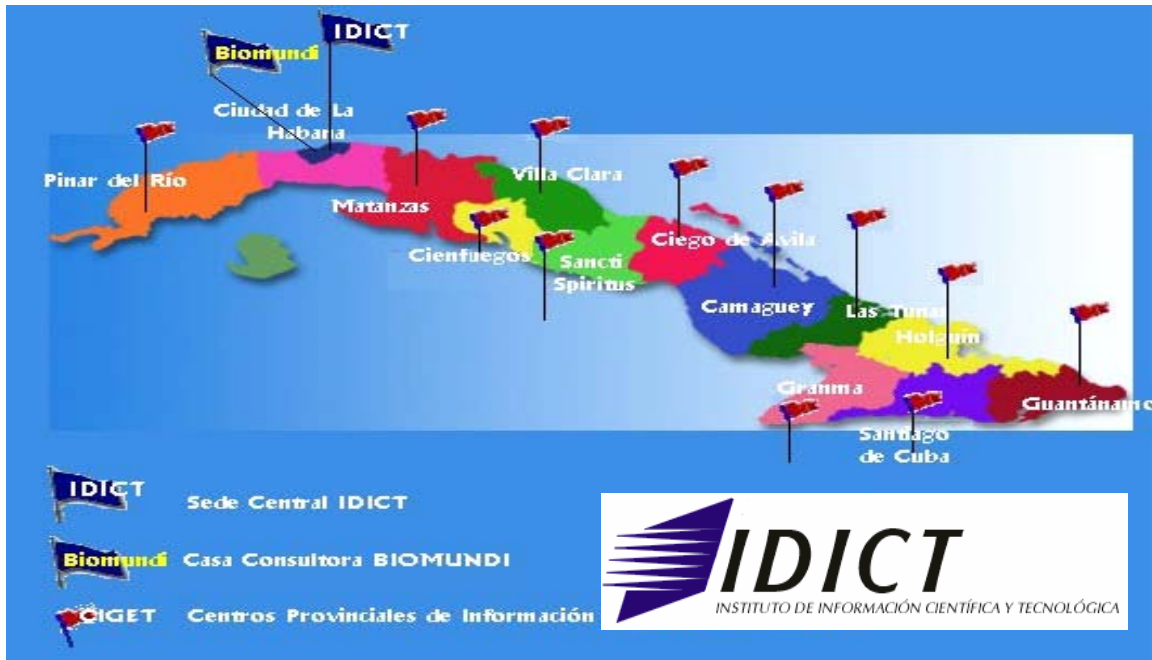 IDICT
Biomundi
Ciudad de La
Habana
Pinar del Río
Matanzas
Villa Clara
Cienfuegos
Sancti
Spiritus
Ciego de Avila
Camaguey
Las Tunas
Holguín
Granma
Guantánamo
Santiago
de Cuba
IDICT
Sede Central IDICT
Biomundi
Casa Consultora BIOMUNDI
CIGET
Centros Provinciales de Información
IDICT
INSTITUTO DE INFORMACIÓN CIENTÍFICA Y TECNOLÓGICA